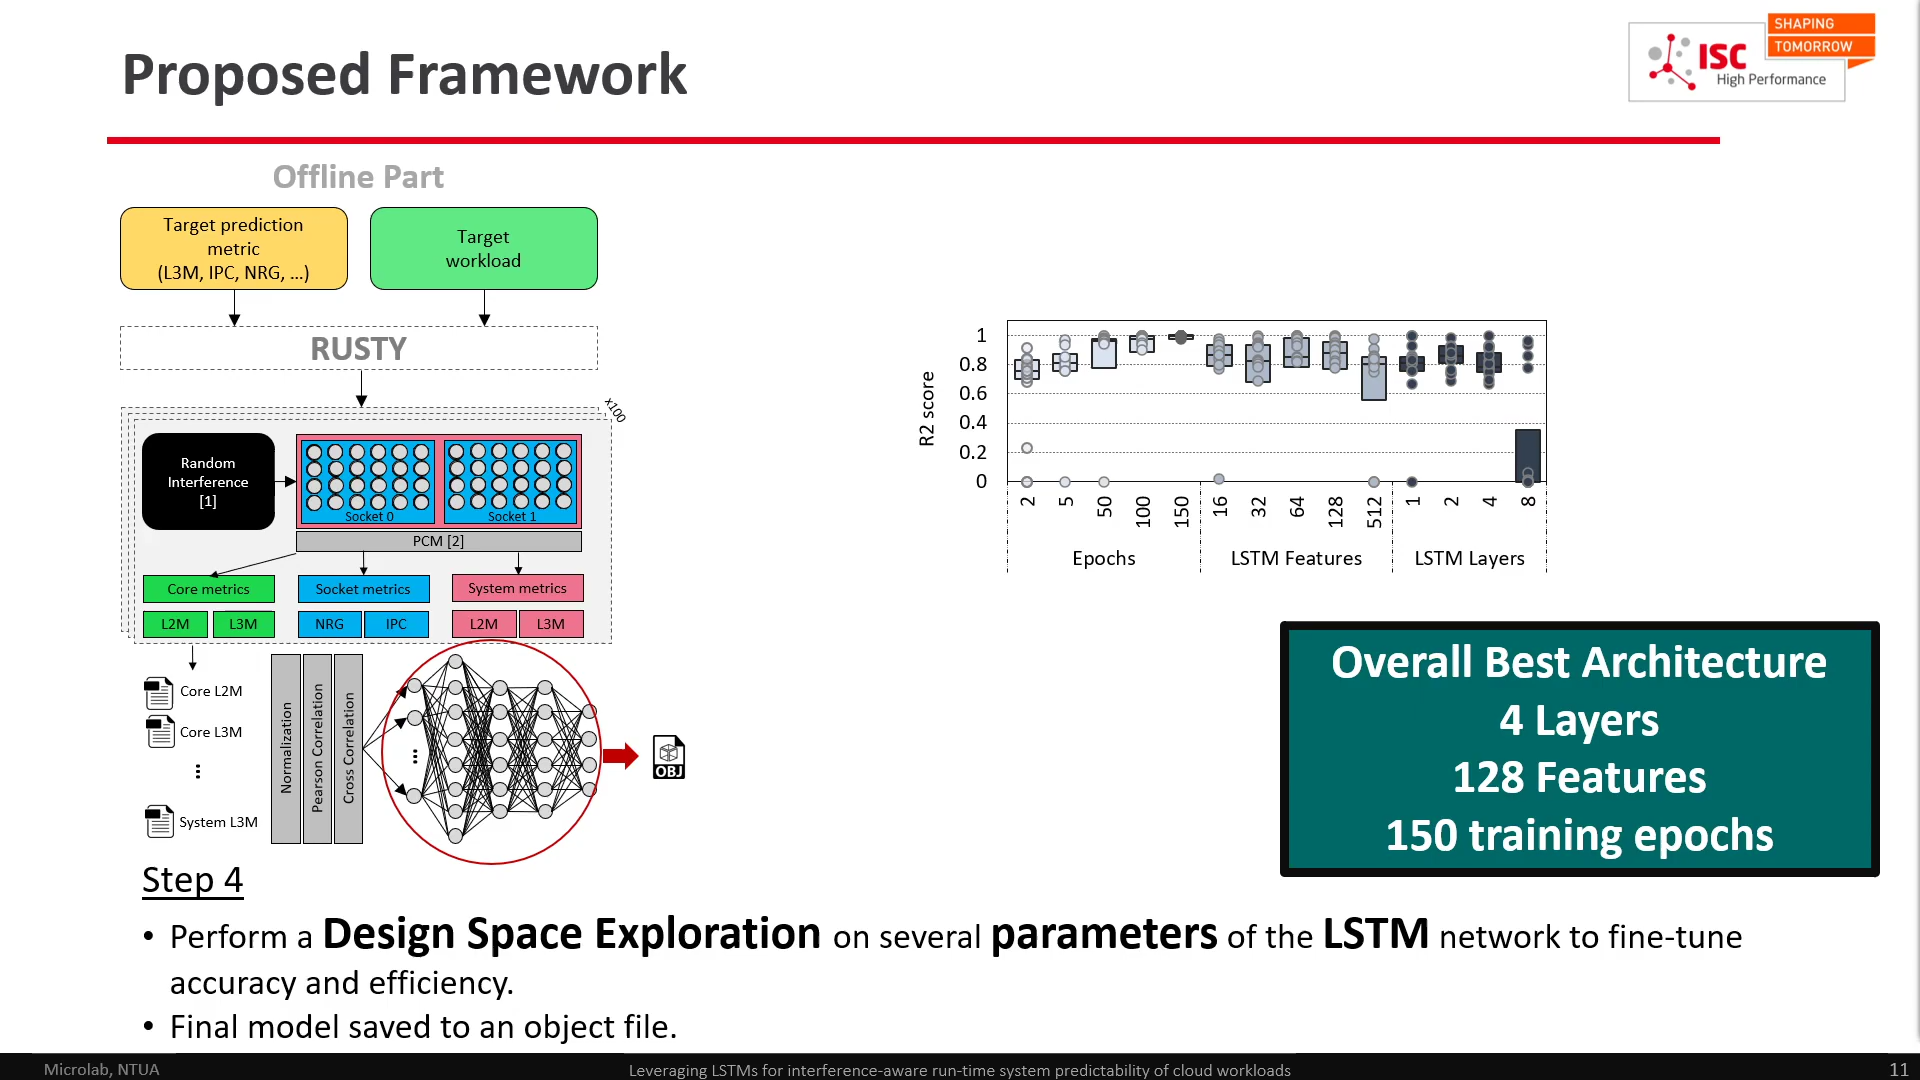 Proposed Framework
SHAPING
TOMORROW
ISC
High Performance
Offline Part
Target prediction
metric
(L3M, IPC, NRG, ...)
Target
workload
RUSTY
x100
Random
Interference
[1]
Socket 0
Socket 1
PCM [2]
Core metrics
Socket metrics
System metrics
L2M
L3M
NRG
IPC
L2M
L3M
Core L2M
Core L3M
...
System L3M
Normalization
Pearson Correlation
Cross Correlation
...
OBJ
R2 score
1
0.8
0.6
0.4
0.2
0
2
5
50
100
150
16
32
64
128
512
1
2
4
8
Epochs
LSTM Features
LSTM Layers
Overall Best Architecture
4 Layers
128 Features
150 training epochs
Step 4
• Perform a Design Space Exploration on several parameters of the LSTM network to fine-tune
accuracy and efficiency.
• Final model saved to an object file.
Microlab, NTUA
Leveraging LSTMs for interference-aware run-time system predictability of cloud workloads
11